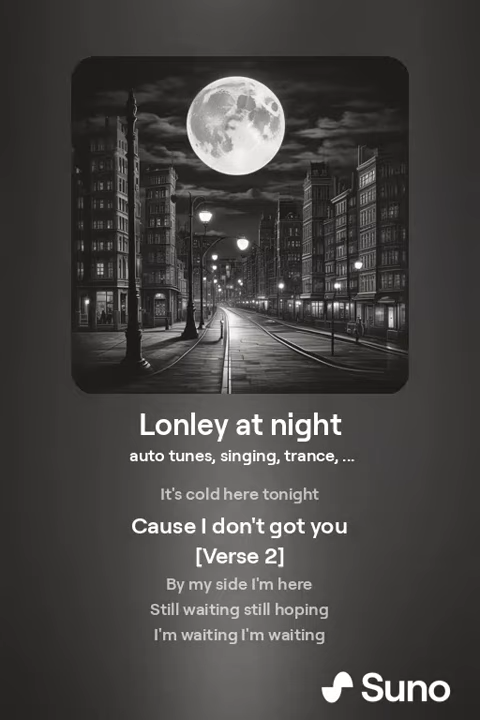 Lonley at night
auto tunes, singing, trance, ...
It's cold here tonight
Cause I don't got you
[Verse 2]
By my side I'm here
Still waiting still hoping
I'm waiting I'm waiting
Suno